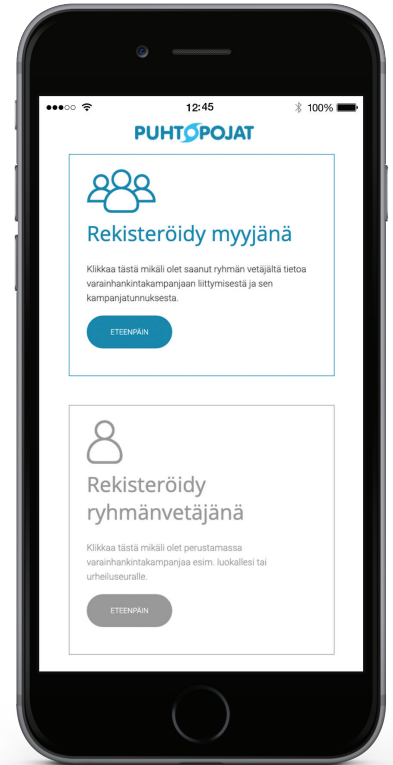 12:45
100%
PUHTOPOJAT
Rekisteröidy myyjänä
Klikkaa tästä mikäli olet saanut ryhmän vetäjältä tietoa
varainhankintakampanjaan liittymisestä ja sen
kampanjatunnuksesta.
ETEENPÄIN
Rekisteröidy
ryhmänvetäjänä
Klikkaa tästä mikäli olet perustamassa
varainhankintakampanjaa esim. luokallesi tai
urheiluseuralle.
ETEENPÄIN